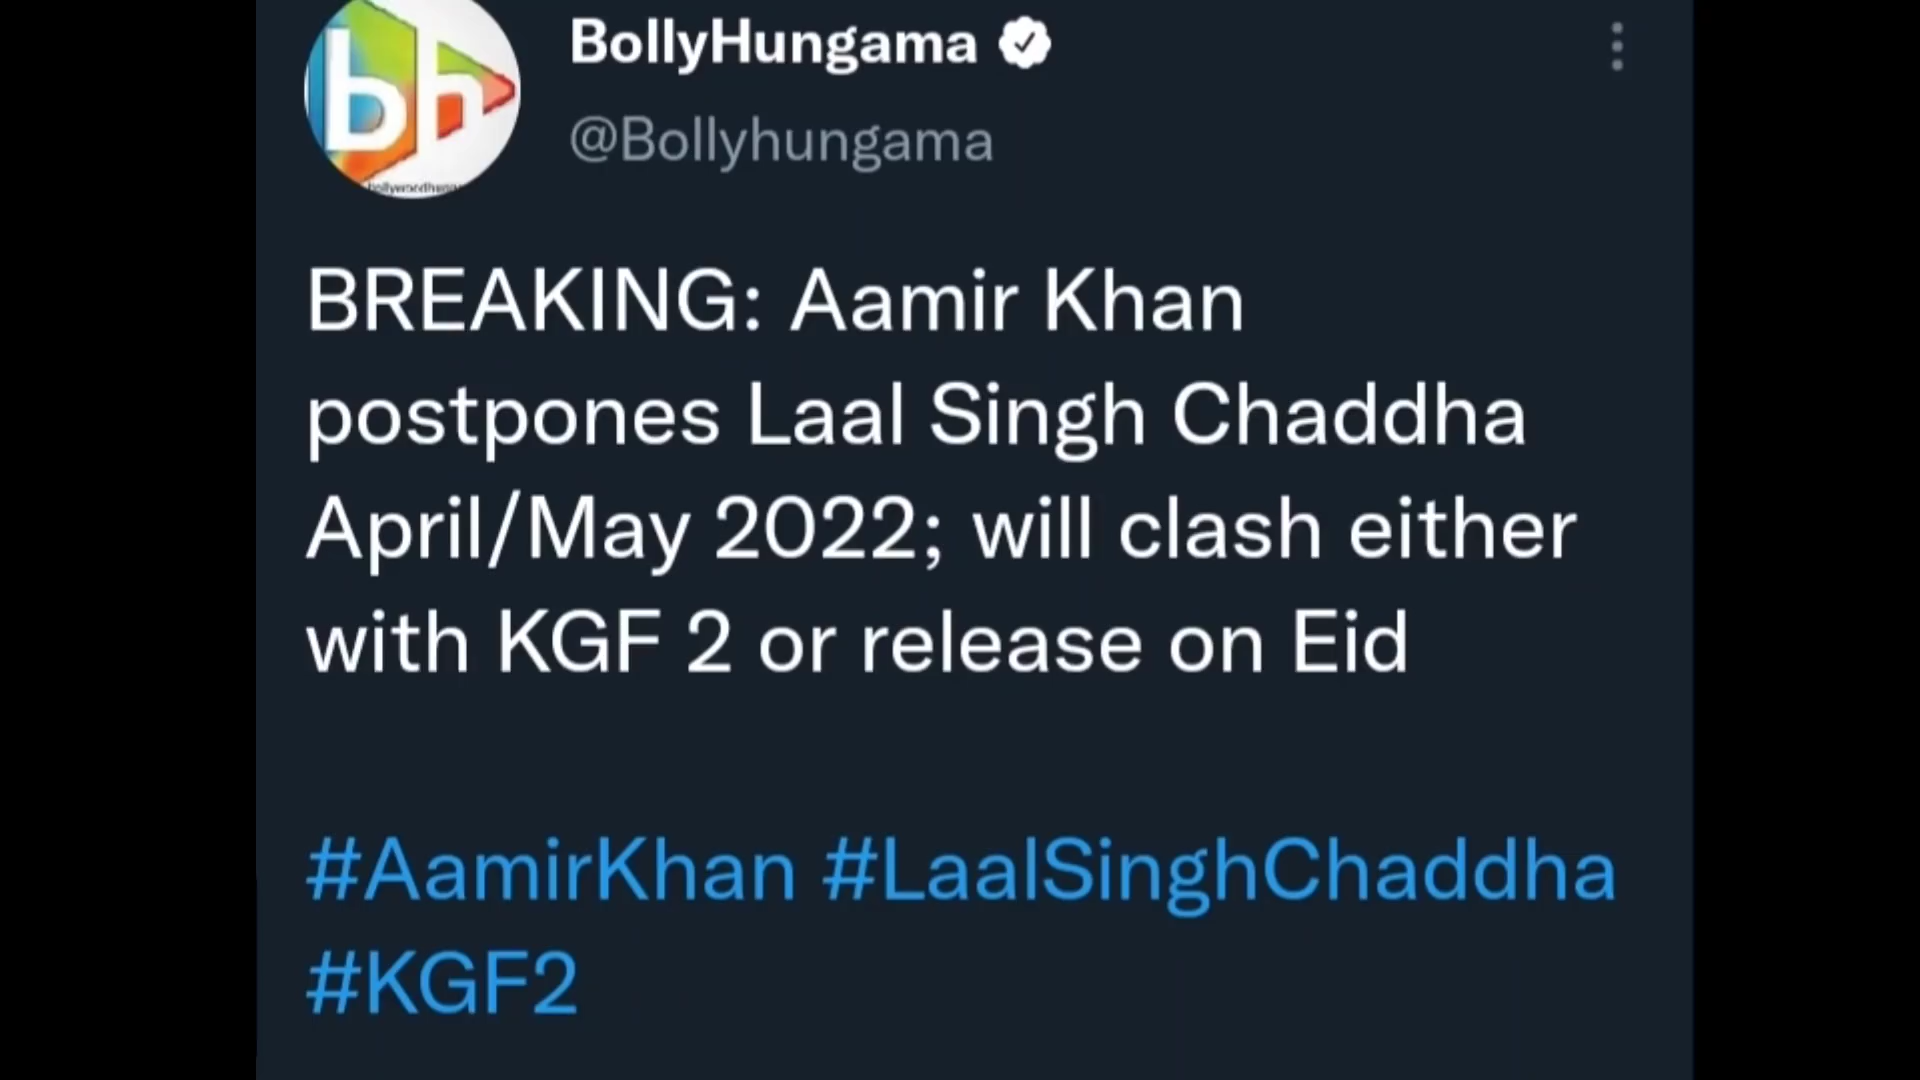 bh
BollyHungama
@Bollyhungama
BREAKING: Aamir Khan
postpones Laal Singh Chaddha
April/May 2022; will clash either
with KGF 2 or release on Eid
#AamirKhan #LaalSinghChaddha
#KGF2